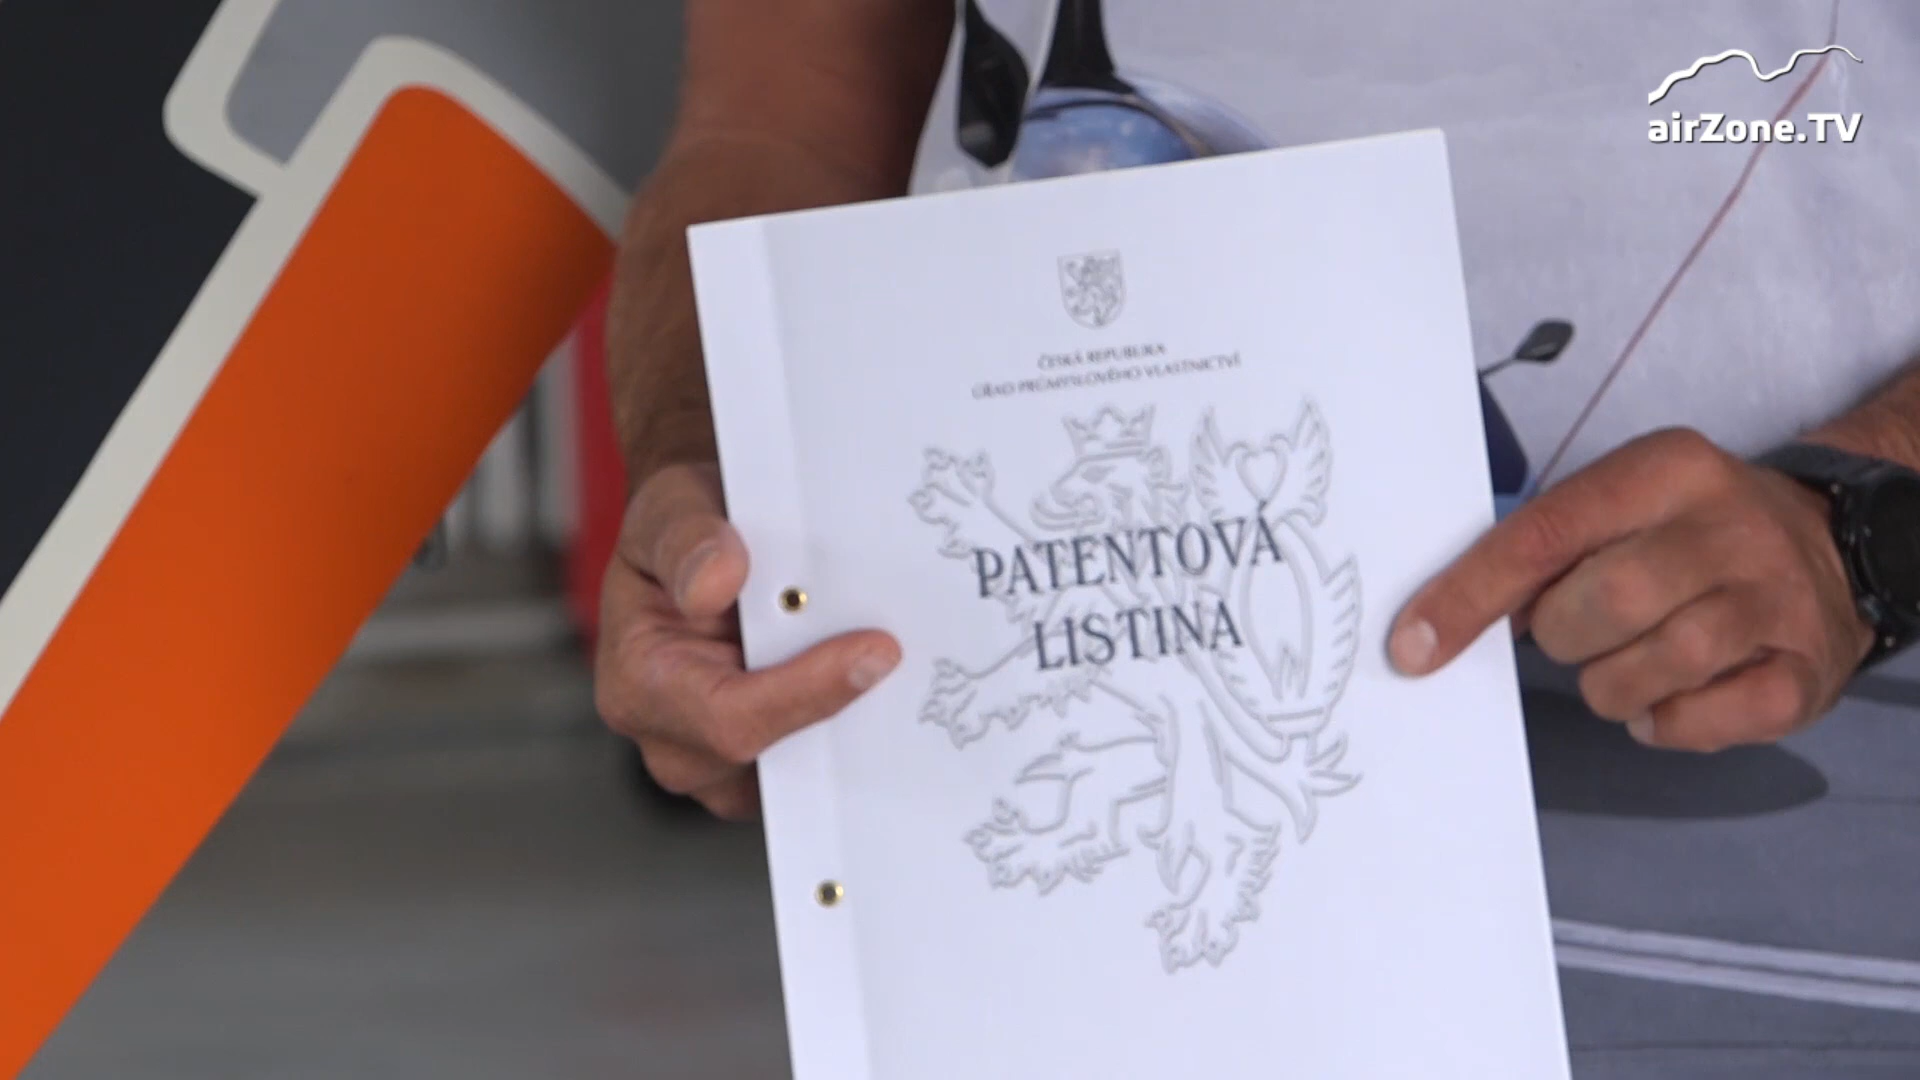 airZone.TV
ČESKÁ REPUBLIKA
ÚŘAD PRŮMYSLOVÉHO VLASTNICTVÍ
PATENTOVÁ
LISTINA